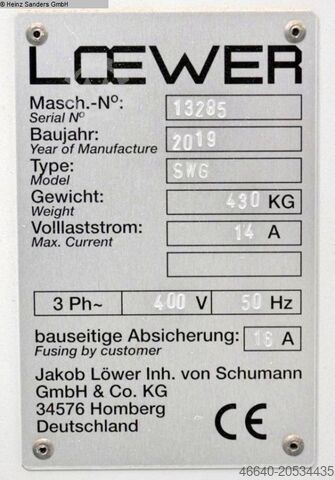 © Heinz Sanders GmbH
LŒWER
Masch.-Nº: 13285
Serial Nº
Baujahr: 2019
Year of Manufacture
Type: SWG
Model
Gewicht: 430 KG
Weight
Volllaststrom: 14 A
Max. Current
3 Ph~ 400 V 50 Hz
bauseitige Absicherung: 16 A
Fusing by customer
Jakob Löwer Inh. von Schumann
GmbH & Co. KG
34576 Homberg
Deutschland
CE
46640-20534435